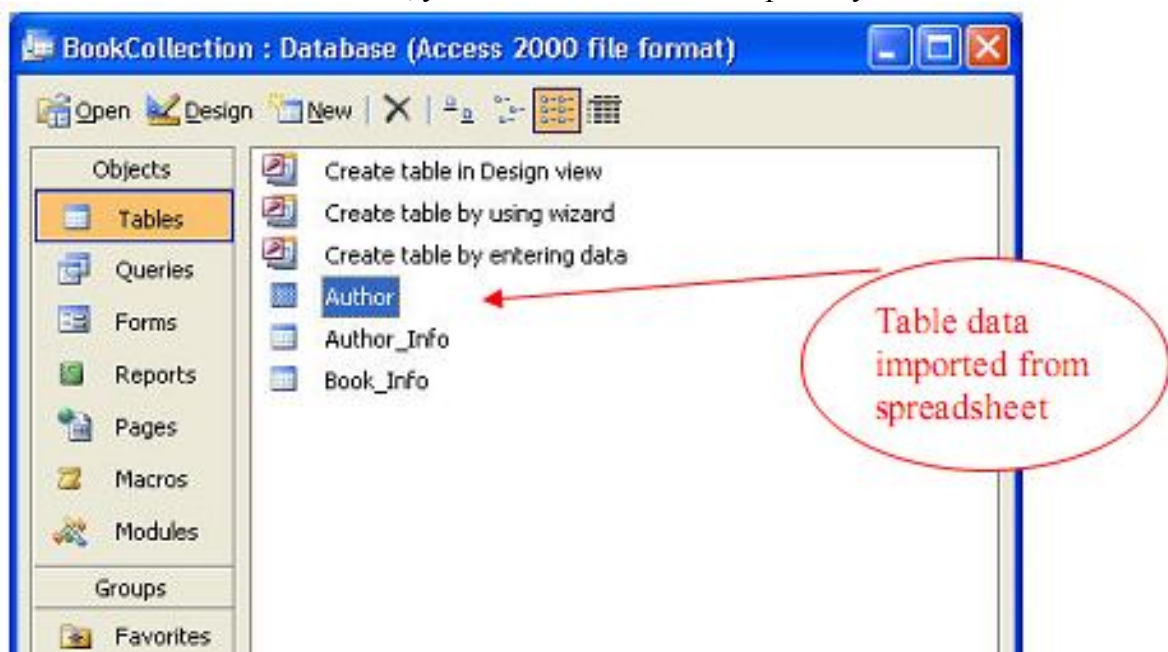 BookCollection : Database (Access 2000 file format)
Open Design New
Objects
Tables
Queries
Forms
Reports
Pages
Macros
Modules
Groups
Favorites
Create table in Design view
Create table by using wizard
Create table by entering data
Author
Author_Info
Book_Info
Table data
imported from
spreadsheet